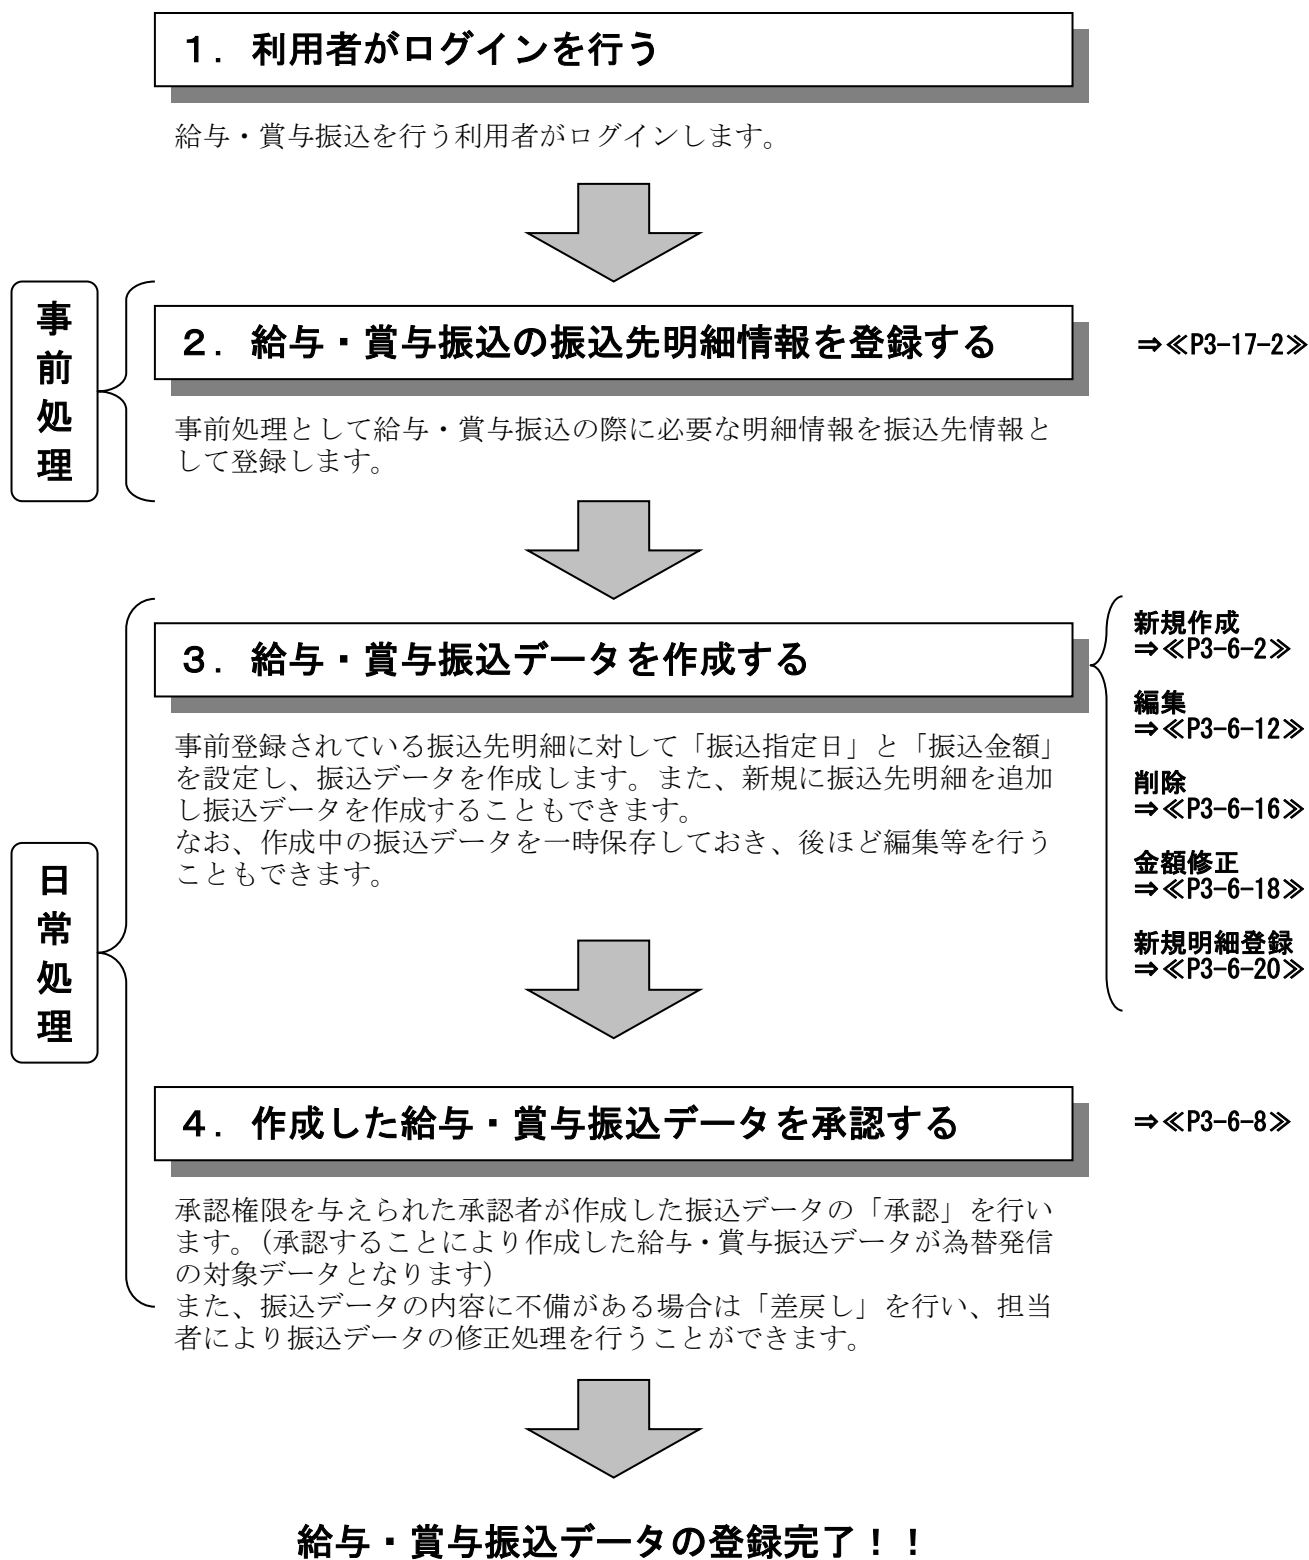 １．利用者がログインを行う
給与・賞与振込を行う利用者がログインします。
事前処理
２．給与・賞与振込の振込先明細情報を登録する
⇒≪P3-17-2≫
事前処理として給与・賞与振込の際に必要な明細情報を振込先情報と
して登録します。
日常処理
３．給与・賞与振込データを作成する
事前登録されている振込先明細に対して「振込指定日」と「振込金額」
を設定し、振込データを作成します。また、新規に振込先明細を追加
し振込データを作成することもできます。
なお、作成中の振込データを一時保存しておき、後ほど編集等を行う
こともできます。
新規作成
⇒≪P3-6-2≫
編集
⇒≪P3-6-12≫
削除
⇒≪P3-6-16≫
金額修正
⇒≪P3-6-18≫
新規明細登録
⇒≪P3-6-20≫
４．作成した給与・賞与振込データを承認する
⇒≪P3-6-8≫
承認権限を与えられた承認者が作成した振込データの「承認」を行い
ます。（承認することにより作成した給与・賞与振込データが為替発信
の対象データとなります）
また、振込データの内容に不備がある場合は「差戻し」を行い、担当
者により振込データの修正処理を行うことができます。
給与・賞与振込データの登録完了！！